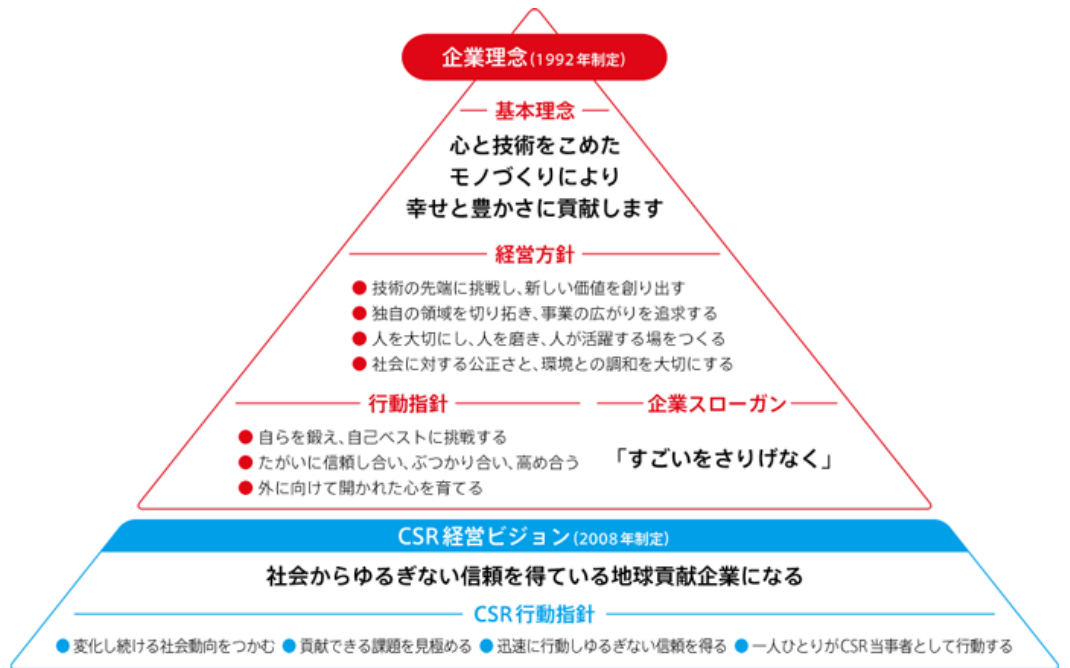 企業理念(1992年制定)
基本理念
心と技術をこめた
モノづくりにより
幸せと豊かさに貢献します
経営方針
● 技術の先端に挑戦し、新しい価値を創り出す
● 独自の領域を切り拓き、事業の広がりを追求する
● 人を大切にし、人を磨き、人が活躍する場をつくる
● 社会に対する公正さと、環境との調和を大切にする
行動指針
● 自らを鍛え、自己ベストに挑戦する
● たがいに信頼し合い、ぶつかり合い、高め合う
● 外に向けて開かれた心を育てる
企業スローガン
「すごいをさりげなく」
CSR経営ビジョン(2008年制定)
社会からゆるぎない信頼を得ている地球貢献企業になる
CSR行動指針
● 変化し続ける社会動向をつかむ ● 貢献できる課題を見極める ● 迅速に行動しゆるぎない信頼を得る ● 一人ひとりがCSR当事者として行動する